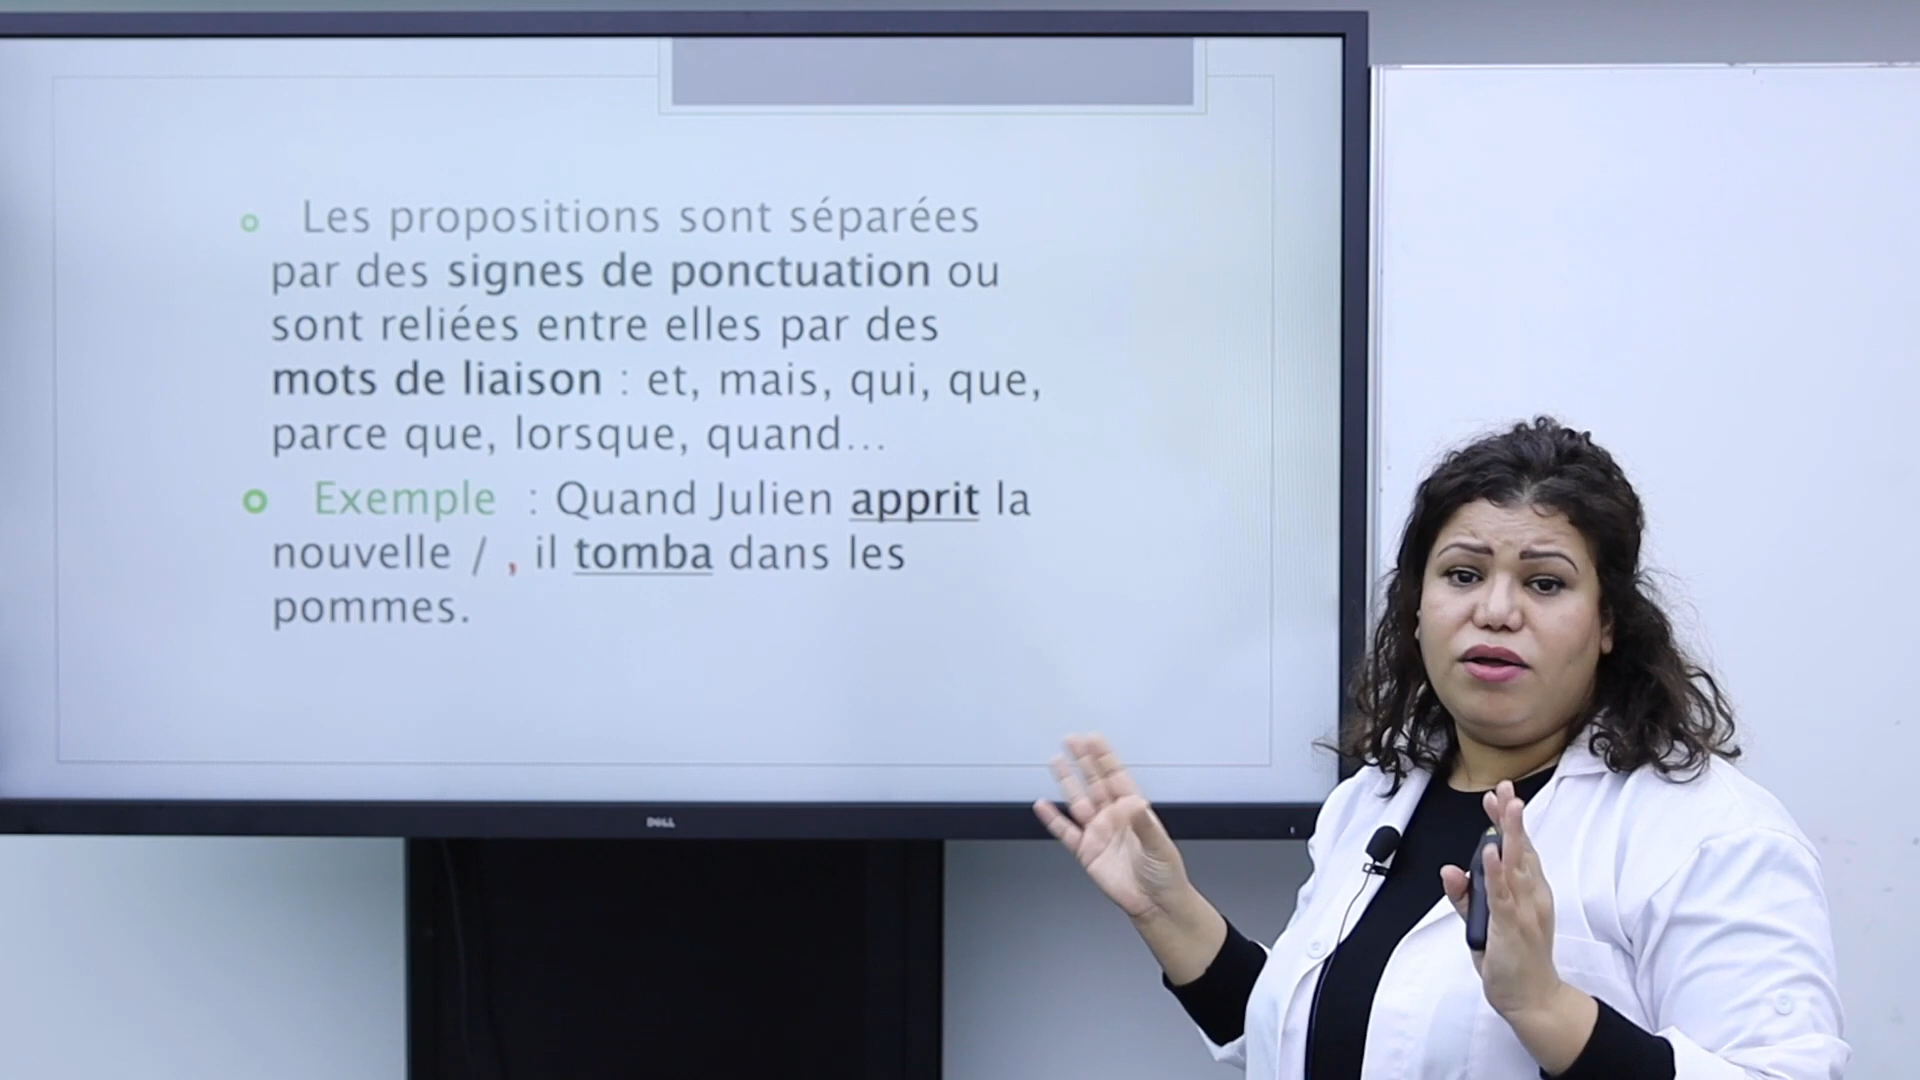 Les propositions sont séparées
par des signes de ponctuation ou
sont reliées entre elles par des
mots de liaison : et, mais, qui, que,
parce que, lorsque, quand...
Exemple : Quand Julien apprit la
nouvelle / , il tomba dans les
pommes.
DELL